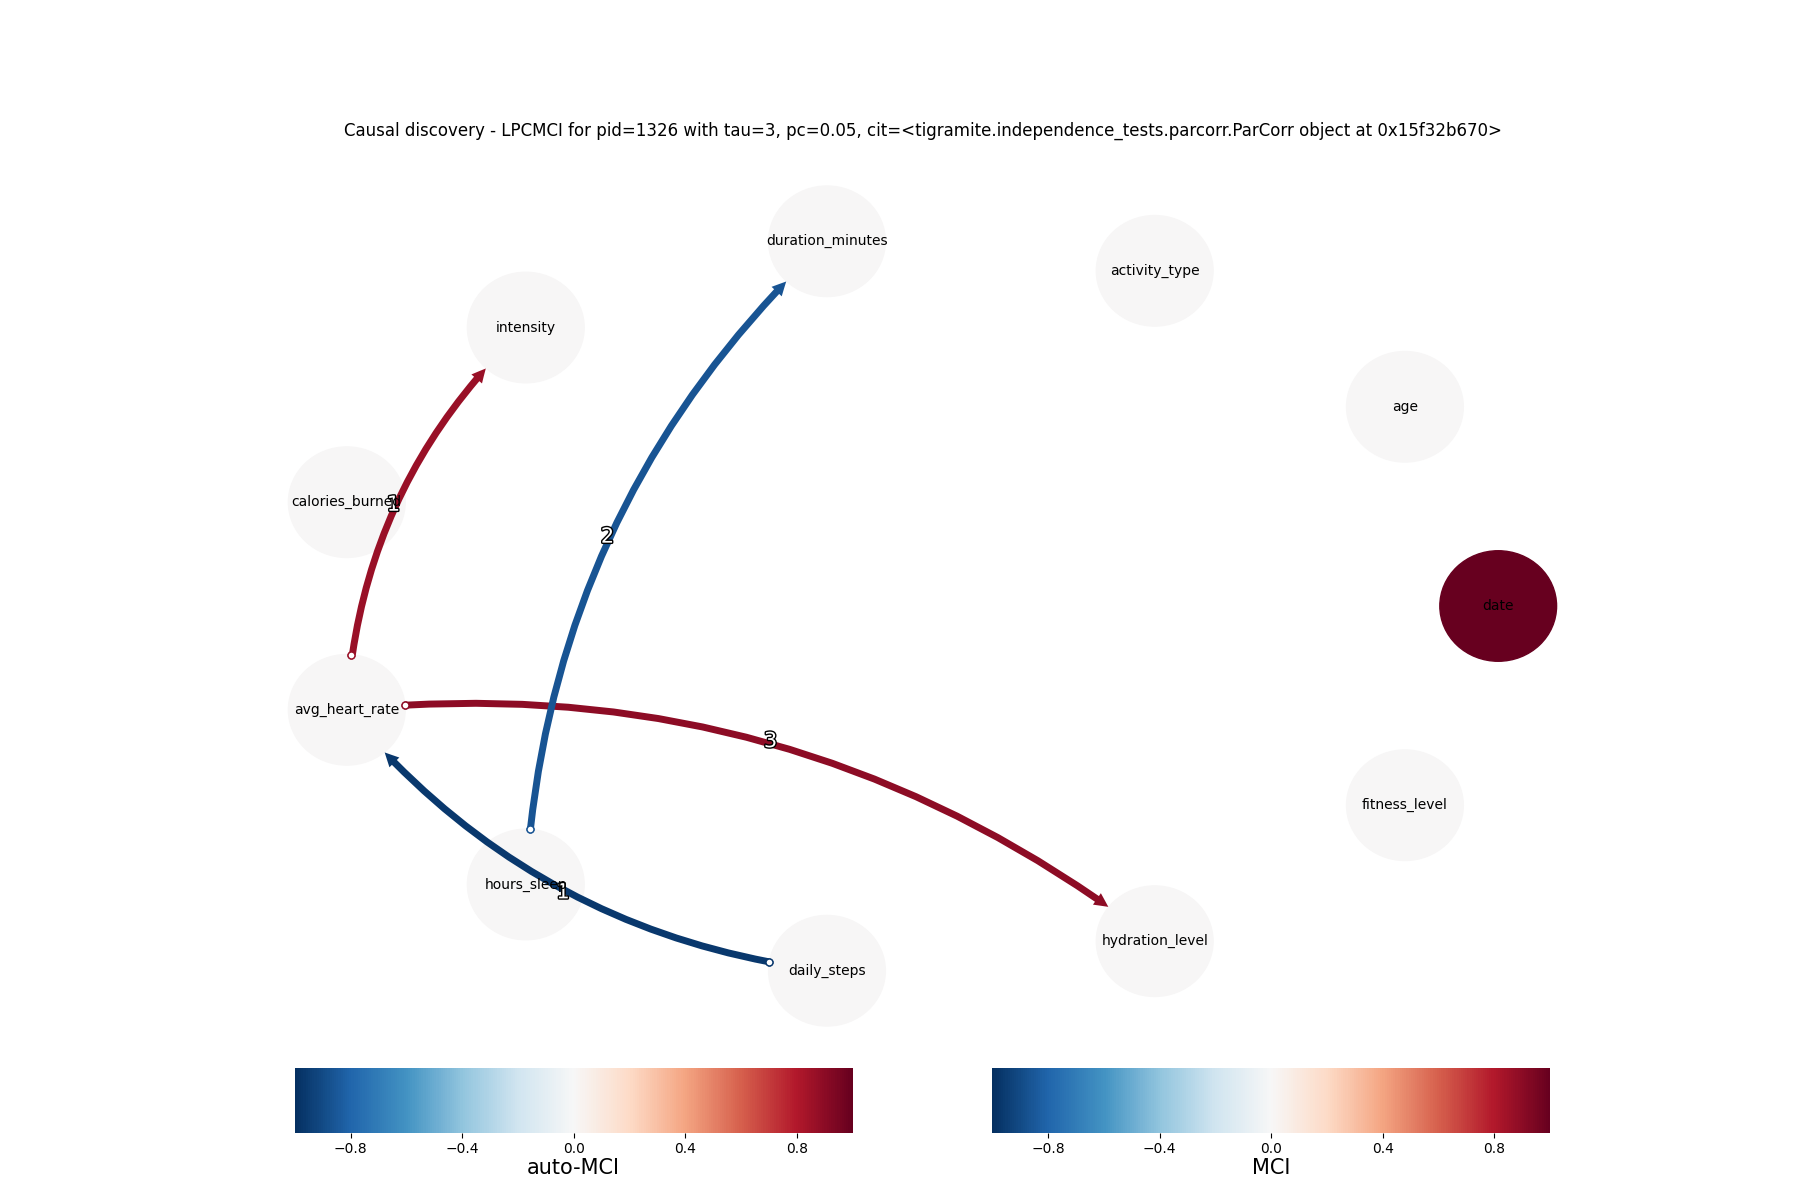 Causal discovery - LPCMCI for pid=1326 with tau=3, pc=0.05, cit=<tigramite.independence_tests.parcorr.ParCorr object at 0x15f32b670>
duration_minutes
activity_type
intensity
age
calories_burned
1
2
date
avg_heart_rate
3
fitness_level
hours_sleep
1
hydration_level
daily_steps
−0.8 −0.4 0.0 0.4 0.8
auto-MCI
−0.8 −0.4 0.0 0.4 0.8
MCI